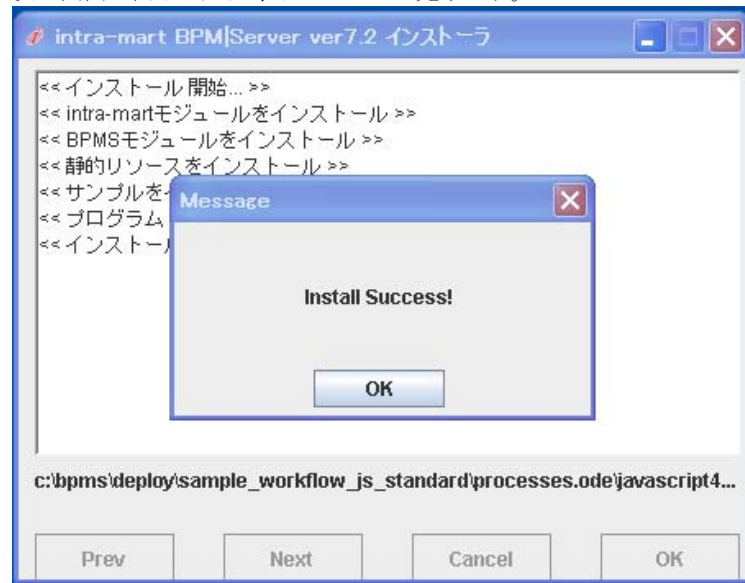 intra-mart BPM|Server ver7.2 インストーラ
<<インストール 開始... >>
<< intra-martモジュールをインストール >>
<< BPMSモジュールをインストール >>
<<静的リソースをインストール >>
<<サンプルを
<< プログラム
<<インストー
Message
Install Success!
OK
c:\bpms\deploy\sample_workflow_js_standard\processes.ode\javascript4...
Prev Next Cancel OK